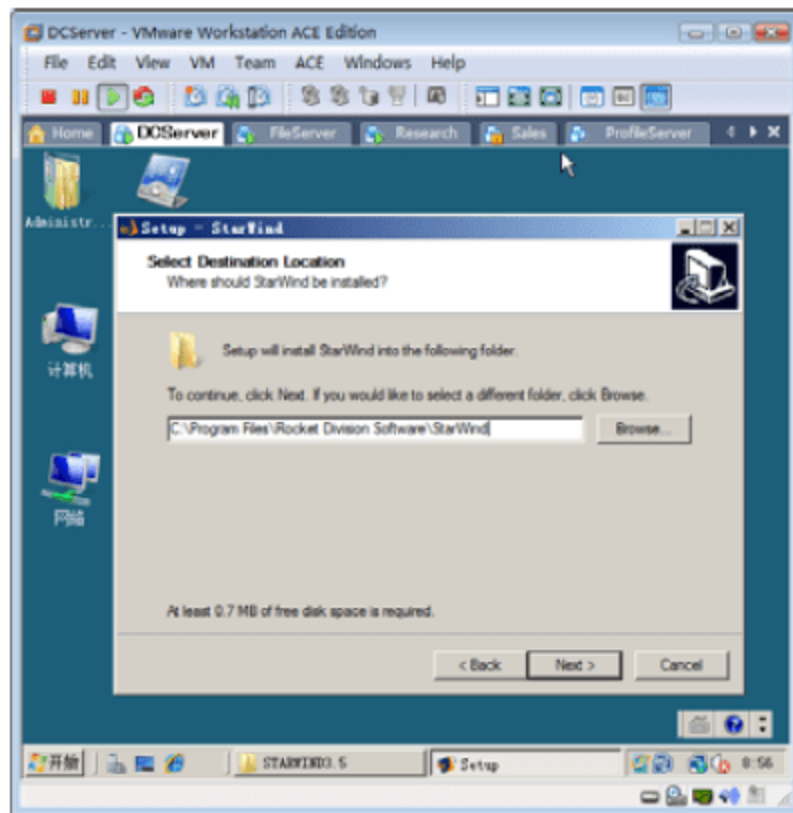 DCServer - VMware Workstation ACE Edition
File Edit View VM Team ACE Windows Help
Home DCServer FileServer Research Sales ProfileServer
Administr...
Setup - StarWind
Select Destination Location
Where should StarWind be installed?
Setup will install StarWind into the following folder.
To continue, click Next. If you would like to select a different folder, click Browse.
C:\Program Files\Rocket Division Software\StarWind
Browse...
计算机
网络
At least 0.7 MB of free disk space is required.
< Back Next > Cancel
开始 STARWIND3.5 Setup 8:56